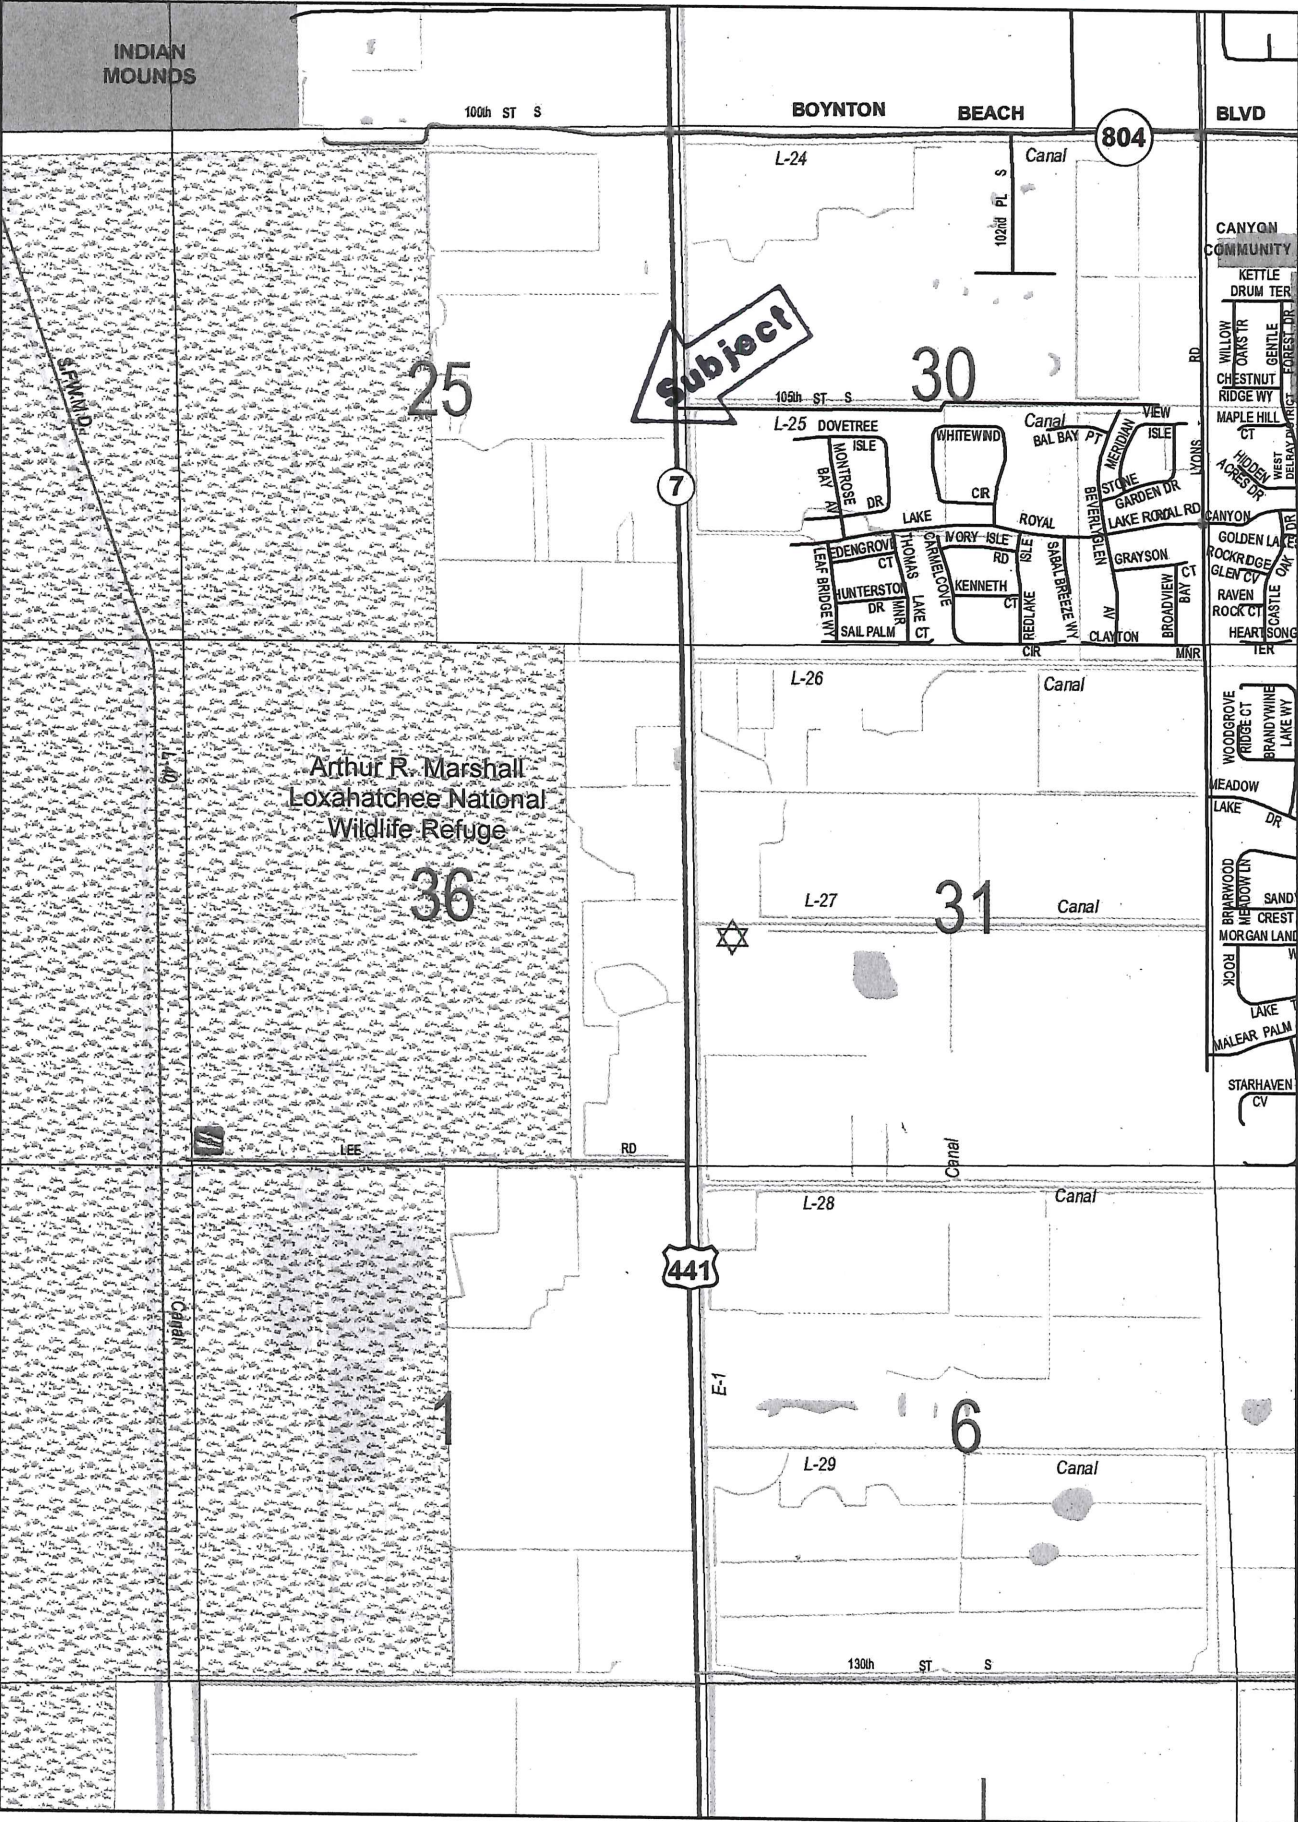 INDIAN
MOUNDS
100th ST S
BOYNTON BEACH BLVD
804
L-24
Canal
102nd PL S
CANYON
COMMUNITY
KETTLE
DRUM TER
WILLOW
OAKS TR
GENTLE
FOREST DR
RD
CHESTNUT
RIDGE WY
S.F.W.M.D.
25
Subject
30
105th ST S
L-25
Canal
DOVETREE
ISLE
MONTROSE
BAY AV
DR
WHITEWIND
CIR
BAL BAY PT
MERIDIAN
VIEW
ISLE
LYONS
MAPLE HILL
CT
WEST
DELRAY DISTRICT
HIDDEN
ACRES DR
7
STONE
GARDEN DR
BEVERLY GLEN
AV
LAKE ROYAL
LAKE ROYAL RD
CANYON
DR
EDENGROVE
CT
LEAF BRIDGE WY
HUNTERSTON
DR
SAIL PALM
THOMAS
MNR
LAKE
CT
CARMELCOVE
IVORY ISLE
RD
ISLE
KENNETH
CT
REDLAKE
SABAL BREEZE WY
GRAYSON
CT
BROADVIEW
BAY
CLAYTON
CIR
MNR
GOLDEN
ROCKRIDGE
GLEN CV
RAVEN
ROCK CT
CASTLE
OAK
HEARTSONG
TER
L-26
Canal
WOODGROVE
RIDGE CT
BRANDYWINE
LAKE WY
L-40
Arthur R. Marshall
Loxahatchee National
Wildlife Refuge
MEADOW
LAKE
DR
36
31
L-27
Canal
BRIARWOOD
MEADOW LN
SANDY
CREST
MORGAN LAND
W
ROCK
LAKE
MALEAR PALM
STARHAVEN
CV
LEE RD
Canal
L-28
Canal
441
Canal
E-1
1
6
L-29
Canal
130th ST S